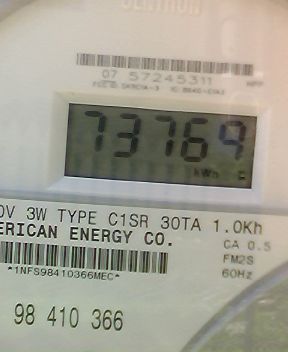 CENTRON
07 57245311
73769
kWh C
0V 3W TYPE C1SR 30TA 1.0Kh
ERICAN ENERGY CO.
CA 0.5
FM2S
*1NFS98410366MEC*
60Hz
98 410 366